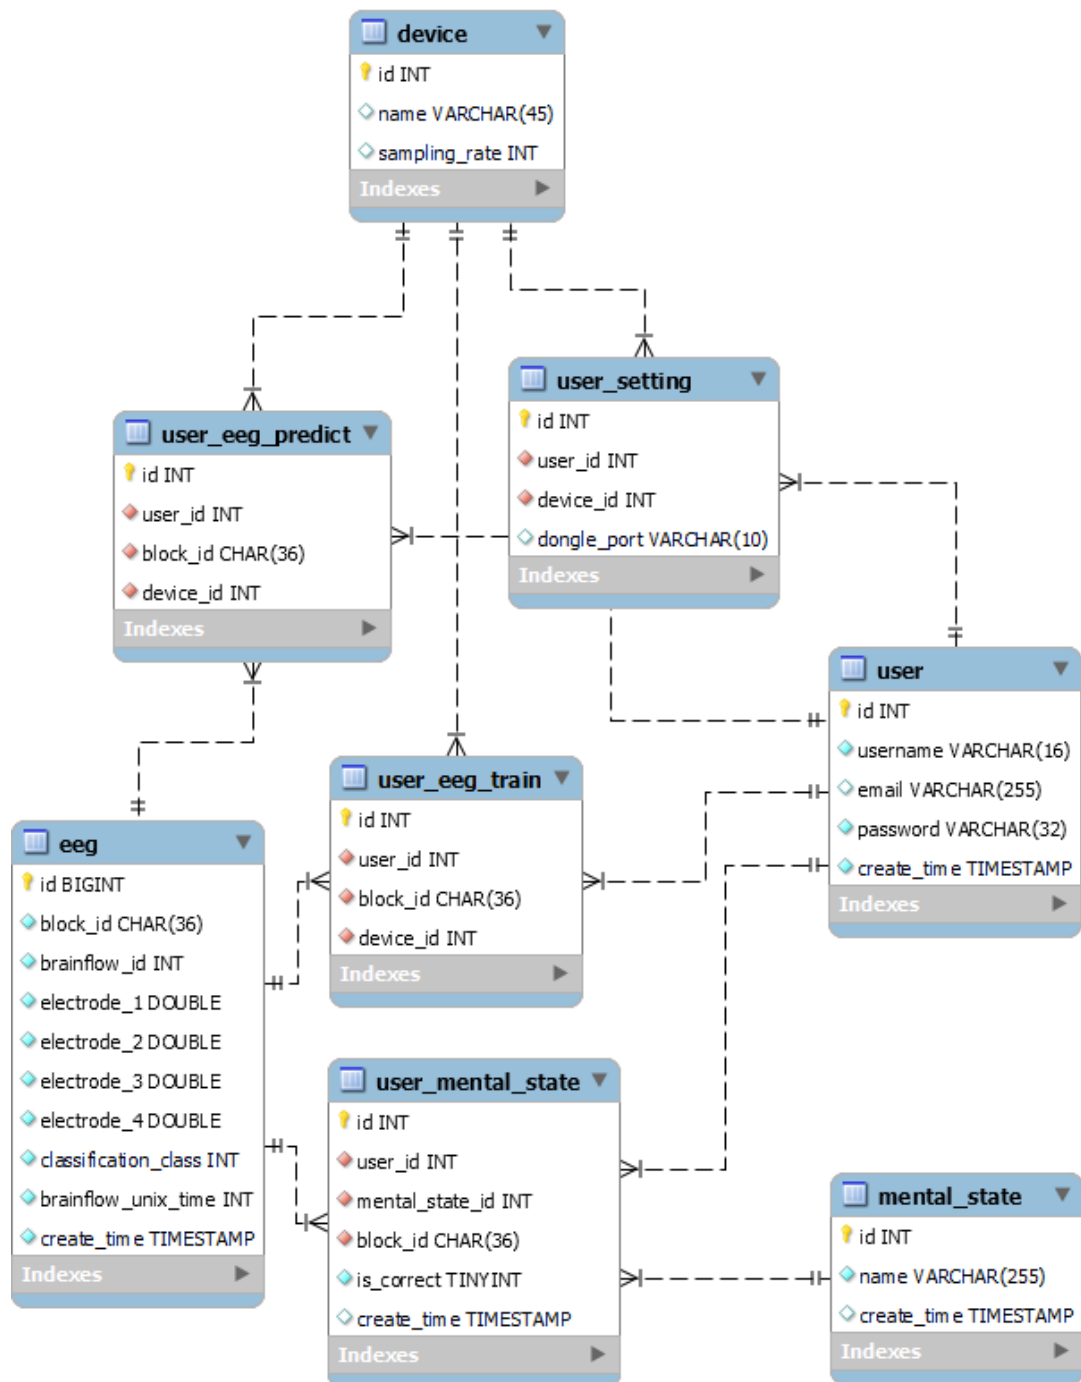 device
id INT
name VARCHAR(45)
sampling_rate INT
Indexes
user_setting
id INT
user_id INT
device_id INT
dongle_port VARCHAR(10)
Indexes
user_eeg_predict
id INT
user_id INT
block_id CHAR(36)
device_id INT
Indexes
user
id INT
username VARCHAR(16)
email VARCHAR(255)
password VARCHAR(32)
create_time TIMESTAMP
Indexes
user_eeg_train
id INT
user_id INT
block_id CHAR(36)
device_id INT
Indexes
eeg
id BIGINT
block_id CHAR(36)
brainflow_id INT
electrode_1 DOUBLE
electrode_2 DOUBLE
electrode_3 DOUBLE
electrode_4 DOUBLE
classification_class INT
brainflow_unix_time INT
create_time TIMESTAMP
Indexes
user_mental_state
id INT
user_id INT
mental_state_id INT
block_id CHAR(36)
is_correct TINYINT
create_time TIMESTAMP
Indexes
mental_state
id INT
name VARCHAR(255)
create_time TIMESTAMP
Indexes